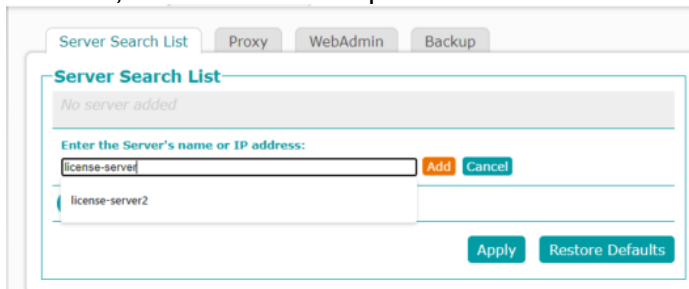 Server Search List Proxy WebAdmin Backup
Server Search List
No server added
Enter the Server's name or IP address:
license-server Add Cancel
license-server2
Apply Restore Defaults